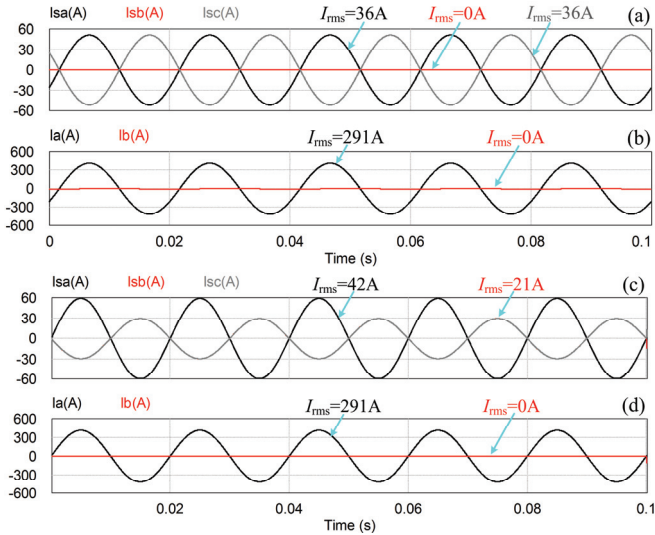 Isa(A) Isb(A) Isc(A) Irms=36A Irms=0A Irms=36A (a)
60
30
0
-30
-60
Ia(A) Ib(A) Irms=291A Irms=0A (b)
600
300
0
-300
-600
0 0.02 0.04 0.06 0.08 0.1
Time (s)
Isa(A) Isb(A) Isc(A) Irms=42A Irms=21A (c)
60
30
0
-30
-60
Ia(A) Ib(A) Irms=291A Irms=0A (d)
600
300
0
-300
-600
0.02 0.04 0.06 0.08 0.1
Time (s)